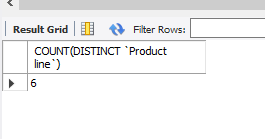 Result Grid
Filter Rows:
COUNT(DISTINCT `Product
line`)
6